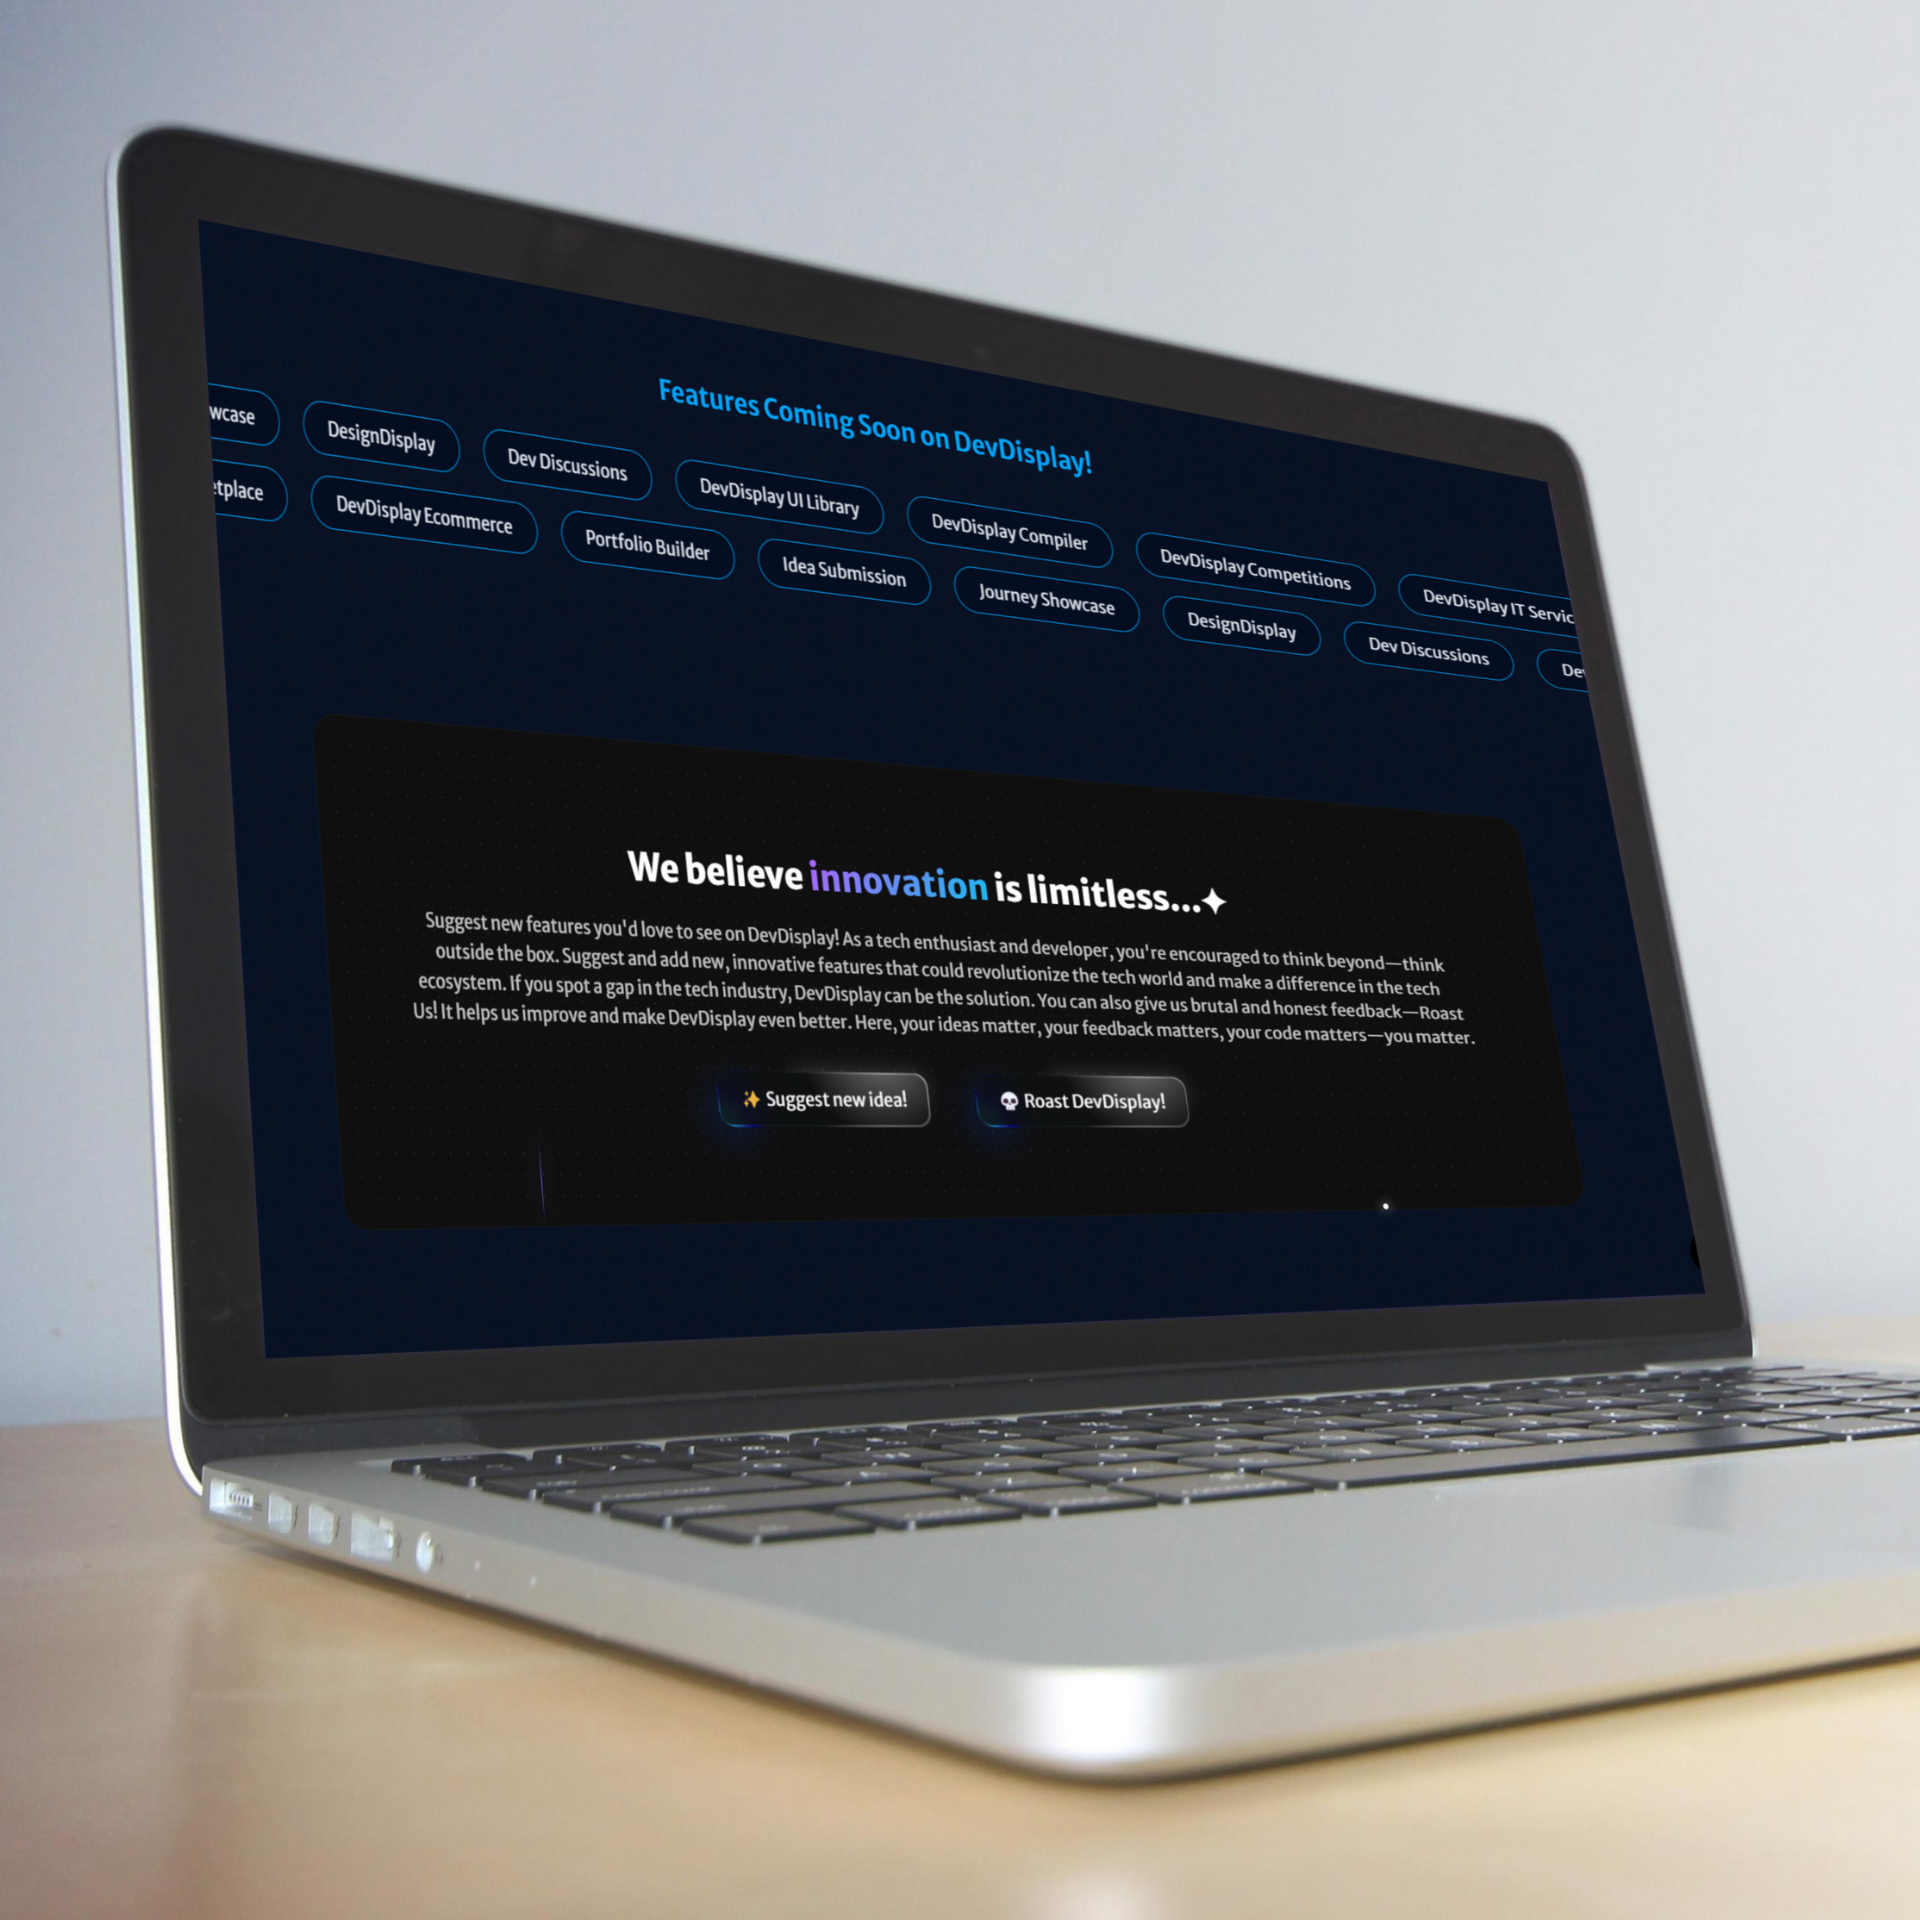 Features Coming Soon on DevDisplay!
wcase DesignDisplay Dev Discussions DevDisplay UI Library DevDisplay Compiler DevDisplay Competitions DevDisplay IT Servic
etplace DevDisplay Ecommerce Portfolio Builder Idea Submission Journey Showcase DesignDisplay Dev Discussions De
We believe innovation is limitless...✦
Suggest new features you'd love to see on DevDisplay! As a tech enthusiast and developer, you're encouraged to think beyond—think
outside the box. Suggest and add new, innovative features that could revolutionize the tech world and make a difference in the tech
ecosystem. If you spot a gap in the tech industry, DevDisplay can be the solution. You can also give us brutal and honest feedback—Roast
Us! It helps us improve and make DevDisplay even better. Here, your ideas matter, your feedback matters, your code matters—you matter.
✨ Suggest new idea! 💀 Roast DevDisplay!